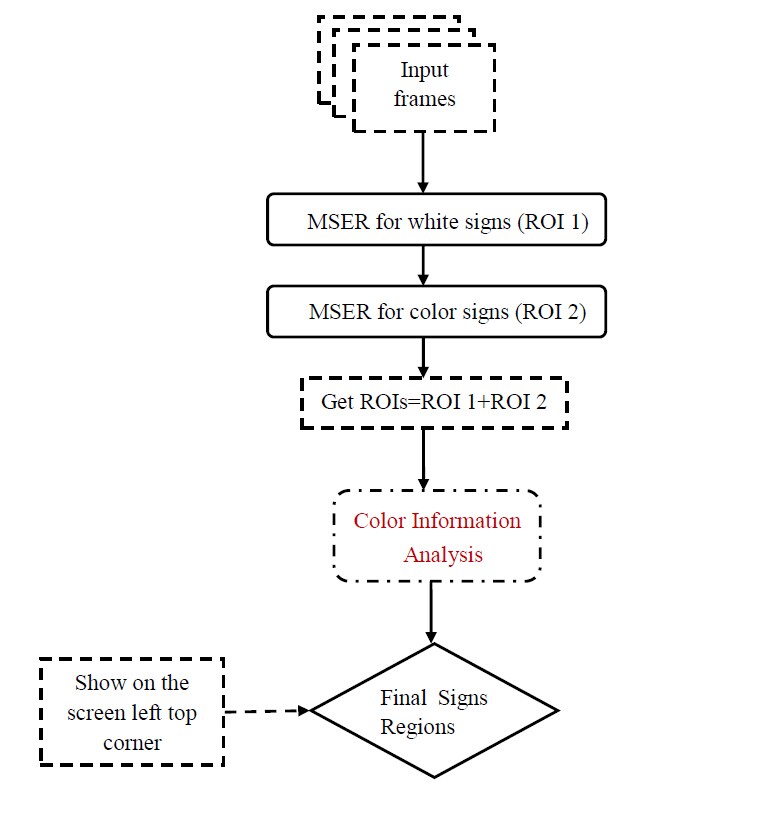 Input
frames
MSER for white signs (ROI 1)
MSER for color signs (ROI 2)
Get ROIs=ROI 1+ROI 2
Color Information
Analysis
Show on the
screen left top
corner
Final Signs
Regions